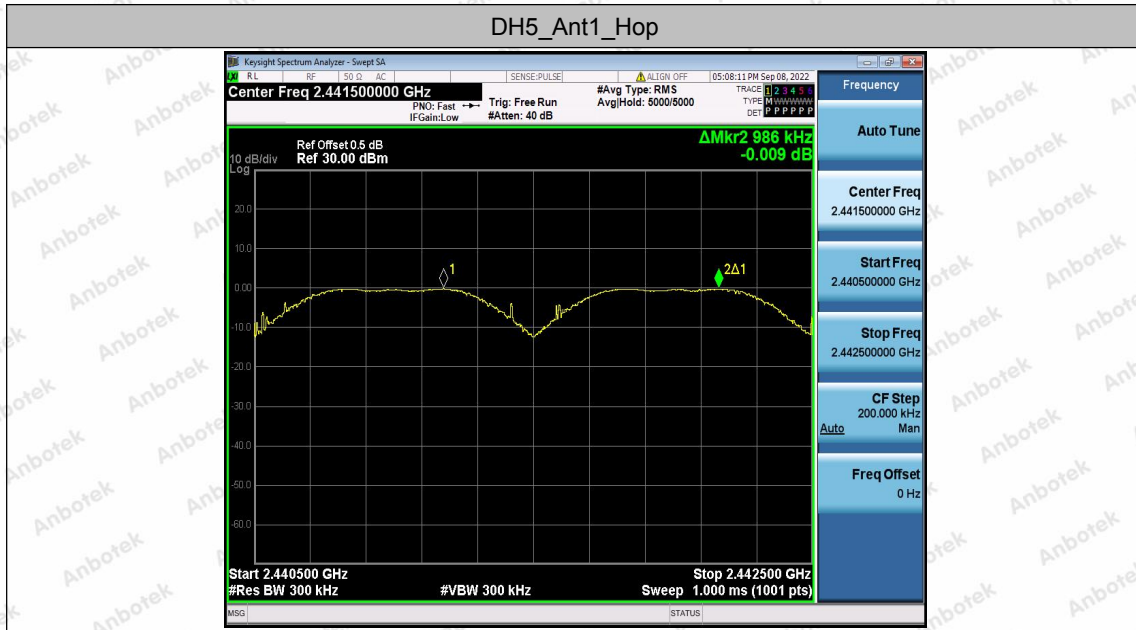 DH5_Ant1_Hop
Keysight Spectrum Analyzer - Swept SA
LXI RL RF 50 Ω AC SENSE:PULSE ALIGN OFF 05:08:11 PM Sep 08, 2022
Center Freq 2.441500000 GHz
PNO: Fast
IFGain:Low
Trig: Free Run
#Atten: 40 dB
#Avg Type: RMS
Avg|Hold: 5000/5000
TRACE 1 2 3 4 5 6
TYPE M WWWWW
DET P P P P P P
Frequency
ΔMkr2 986 kHz
-0.009 dB
Ref Offset 0.5 dB
10 dB/div Ref 30.00 dBm
Log
20.0
10.0
0.00
-10.0
-20.0
-30.0
-40.0
-50.0
-60.0
1
2Δ1
Start 2.440500 GHz
Stop 2.442500 GHz
#Res BW 300 kHz
#VBW 300 kHz
Sweep 1.000 ms (1001 pts)
MSG
STATUS
Auto Tune
Center Freq
2.441500000 GHz
Start Freq
2.440500000 GHz
Stop Freq
2.442500000 GHz
CF Step
200.000 kHz
Auto Man
Freq Offset
0 Hz
Anbotek